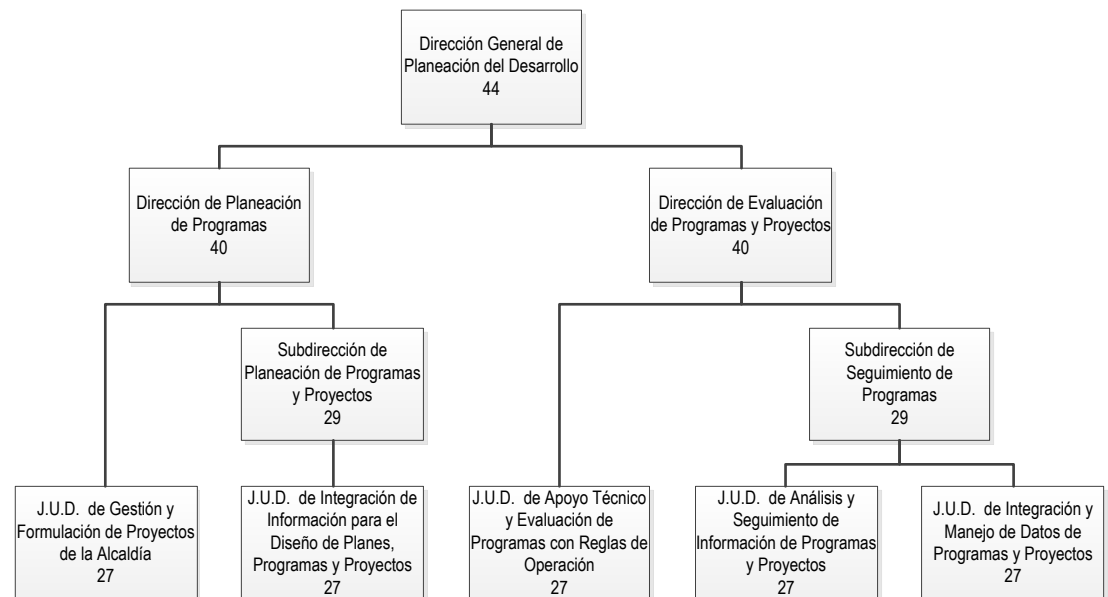 Dirección General de
Planeación del Desarrollo
44
Dirección de Planeación
de Programas
40
Dirección de Evaluación
de Programas y Proyectos
40
Subdirección de
Planeación de Programas
y Proyectos
29
Subdirección de
Seguimiento de
Programas
29
J.U.D. de Gestión y
Formulación de Proyectos
de la Alcaldía
27
J.U.D. de Integración de
Información para el
Diseño de Planes,
Programas y Proyectos
27
J.U.D. de Apoyo Técnico
y Evaluación de
Programas con Reglas de
Operación
27
J.U.D. de Análisis y
Seguimiento de
Información de Programas
y Proyectos
27
J.U.D. de Integración y
Manejo de Datos de
Programas y Proyectos
27